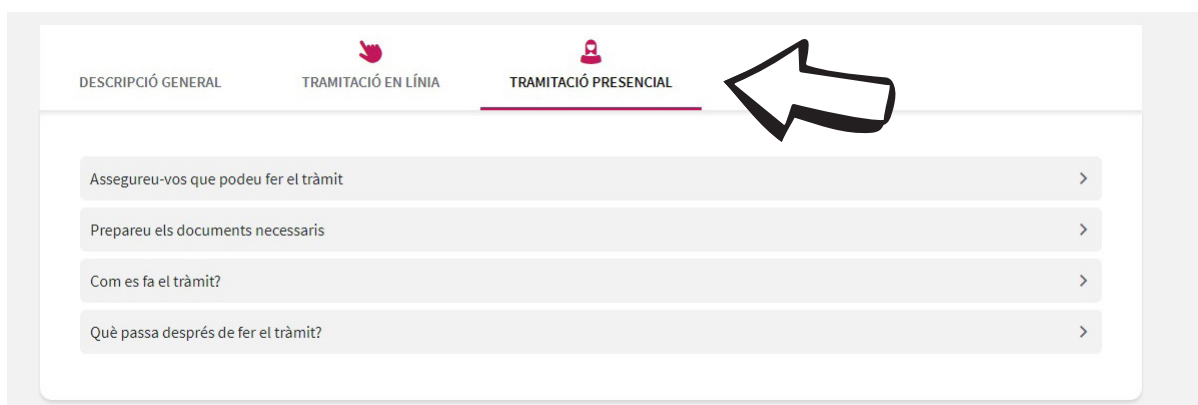 DESCRIPCIÓ GENERAL
TRAMITACIÓ EN LÍNIA
TRAMITACIÓ PRESENCIAL
Assegureu-vos que podeu fer el tràmit
Prepareu els documents necessaris
Com es fa el tràmit?
Què passa després de fer el tràmit?